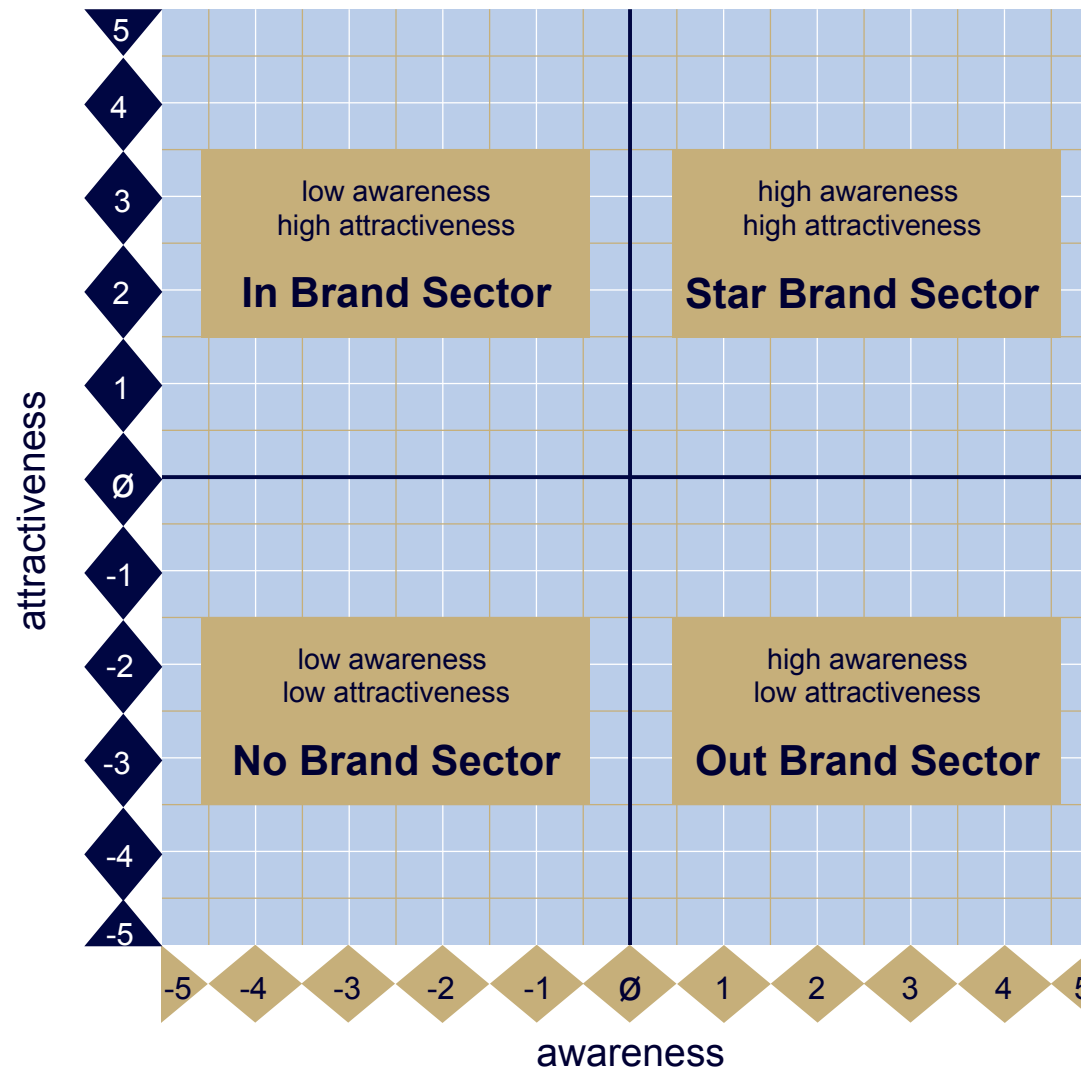 5
4
3
2
1
Ø
-1
-2
-3
-4
-5
attractiveness
low awareness
high attractiveness
In Brand Sector
high awareness
high attractiveness
Star Brand Sector
low awareness
low attractiveness
No Brand Sector
high awareness
low attractiveness
Out Brand Sector
-5 -4 -3 -2 -1 Ø 1 2 3 4 5
awareness